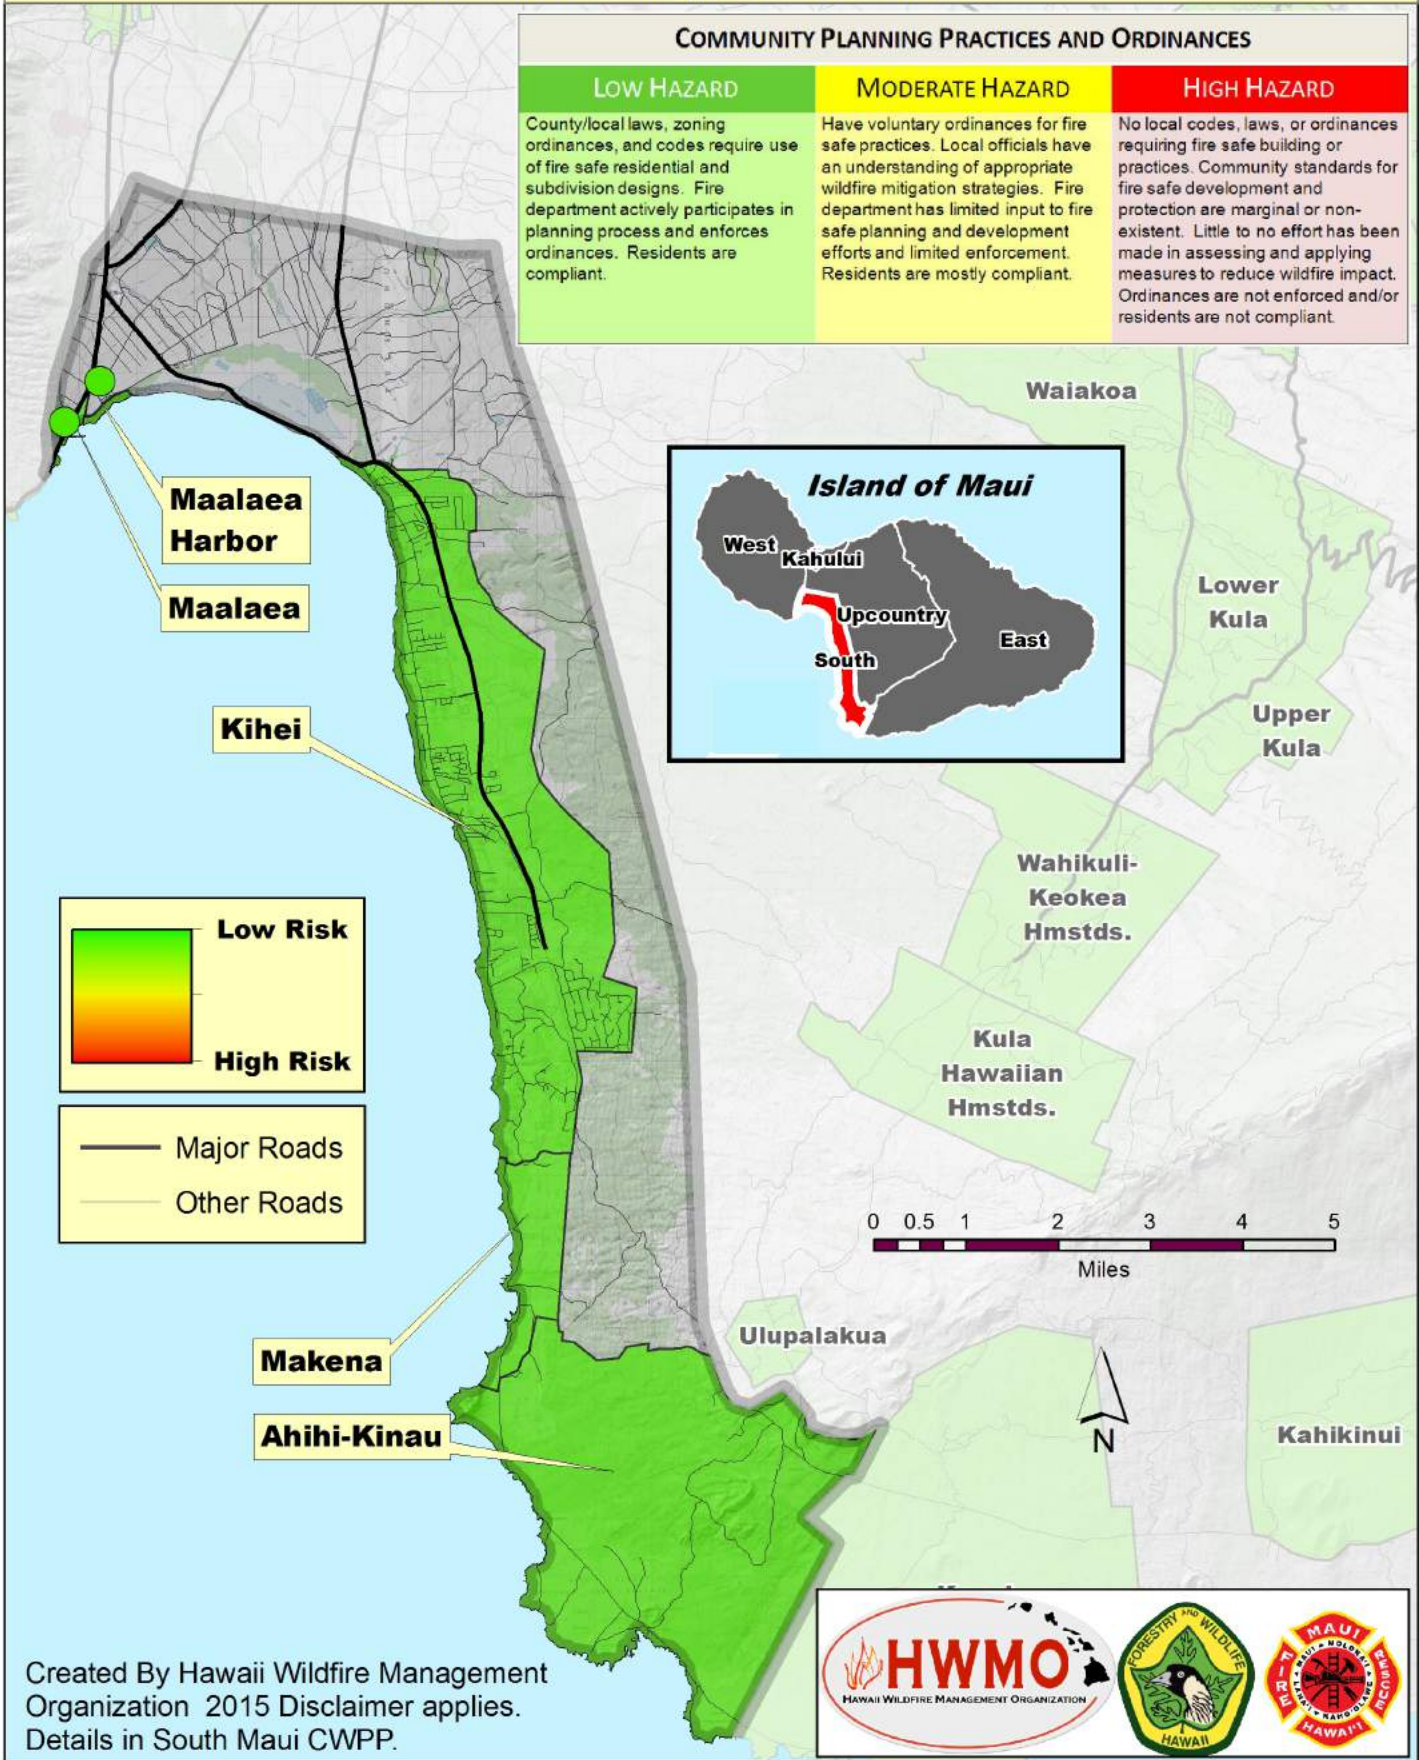 COMMUNITY PLANNING PRACTICES AND ORDINANCES
LOW HAZARD
County/local laws, zoning
ordinances, and codes require use
of fire safe residential and
subdivision designs. Fire
department actively participates in
planning process and enforces
ordinances. Residents are
compliant.
MODERATE HAZARD
Have voluntary ordinances for fire
safe practices. Local officials have
an understanding of appropriate
wildfire mitigation strategies. Fire
department has limited input to fire
safe planning and development
efforts and limited enforcement.
Residents are mostly compliant.
HIGH HAZARD
No local codes, laws, or ordinances
requiring fire safe building or
practices. Community standards for
fire safe development and
protection are marginal or non-
existent. Little to no effort has been
made in assessing and applying
measures to reduce wildfire impact.
Ordinances are not enforced and/or
residents are not compliant.
Waiakoa
Island of Maui
West
Kahului
Upcountry
East
South
Maalaea
Harbor
Maalaea
Lower
Kula
Upper
Kula
Kihei
Wahikuli-
Keokea
Hmstds.
Low Risk
High Risk
Kula
Hawaiian
Hmstds.
Major Roads
Other Roads
0 0.5 1 2 3 4 5
Miles
Ulupalakua
Makena
Ahihi-Kinau
N
Kahikinui
Created By Hawaii Wildfire Management
Organization 2015 Disclaimer applies.
Details in South Maui CWPP.
HWMO
HAWAII WILDFIRE MANAGEMENT ORGANIZATION
FORESTRY AND WILDLIFE
HAWAII
MAUI
FIRE
RESCUE
MAUI • MOLOKAI
LANA'I • KAHO'OLAWE
HAWAI'I